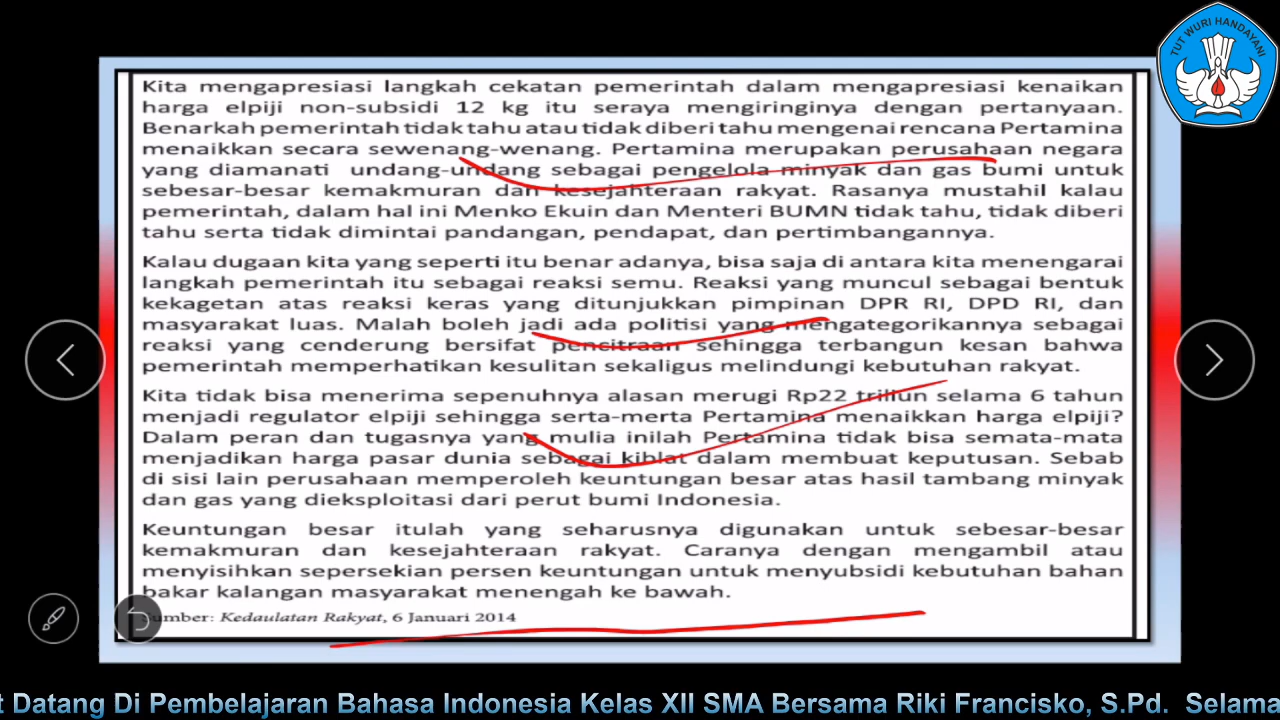 TUT WURI HANDAYANI
Kita mengapresiasi langkah cekatan pemerintah dalam mengapresiasi kenaikan
harga elpiji non-subsidi 12 kg itu seraya mengiringinya dengan pertanyaan.
Benarkah pemerintah tidak tahu atau tidak diberi tahu mengenai rencana Pertamina
menaikkan secara sewenang-wenang. Pertamina merupakan perusahaan negara
yang diamanati undang-undang sebagai pengelola minyak dan gas bumi untuk
sebesar-besar kemakmuran dan kesejahteraan rakyat. Rasanya mustahil kalau
pemerintah, dalam hal ini Menko Ekuin dan Menteri BUMN tidak tahu, tidak diberi
tahu serta tidak dimintai pandangan, pendapat, dan pertimbangannya.
Kalau dugaan kita yang seperti itu benar adanya, bisa saja di antara kita menengarai
langkah pemerintah itu sebagai reaksi semu. Reaksi yang muncul sebagai bentuk
kekagetan atas reaksi keras yang ditunjukkan pimpinan DPR RI, DPD RI, dan
masyarakat luas. Malah boleh jadi ada politisi yang mengategorikannya sebagai
reaksi yang cenderung bersifat pencitraan sehingga terbangun kesan bahwa
pemerintah memperhatikan kesulitan sekaligus melindungi kebutuhan rakyat.
Kita tidak bisa menerima sepenuhnya alasan merugi Rp22 triliun selama 6 tahun
menjadi regulator elpiji sehingga serta-merta Pertamina menaikkan harga elpiji?
Dalam peran dan tugasnya yang mulia inilah Pertamina tidak bisa semata-mata
menjadikan harga pasar dunia sebagai kiblat dalam membuat keputusan. Sebab
di sisi lain perusahaan memperoleh keuntungan besar atas hasil tambang minyak
dan gas yang dieksploitasi dari perut bumi Indonesia.
Keuntungan besar itulah yang seharusnya digunakan untuk sebesar-besar
kemakmuran dan kesejahteraan rakyat. Caranya dengan mengambil atau
menyisihkan sepersekian persen keuntungan untuk menyubsidi kebutuhan bahan
bakar kalangan masyarakat menengah ke bawah.
Sumber: Kedaulatan Rakyat, 6 Januari 2014
t Datang Di Pembelajaran Bahasa Indonesia Kelas XII SMA Bersama Riki Francisko, S.Pd. Selama